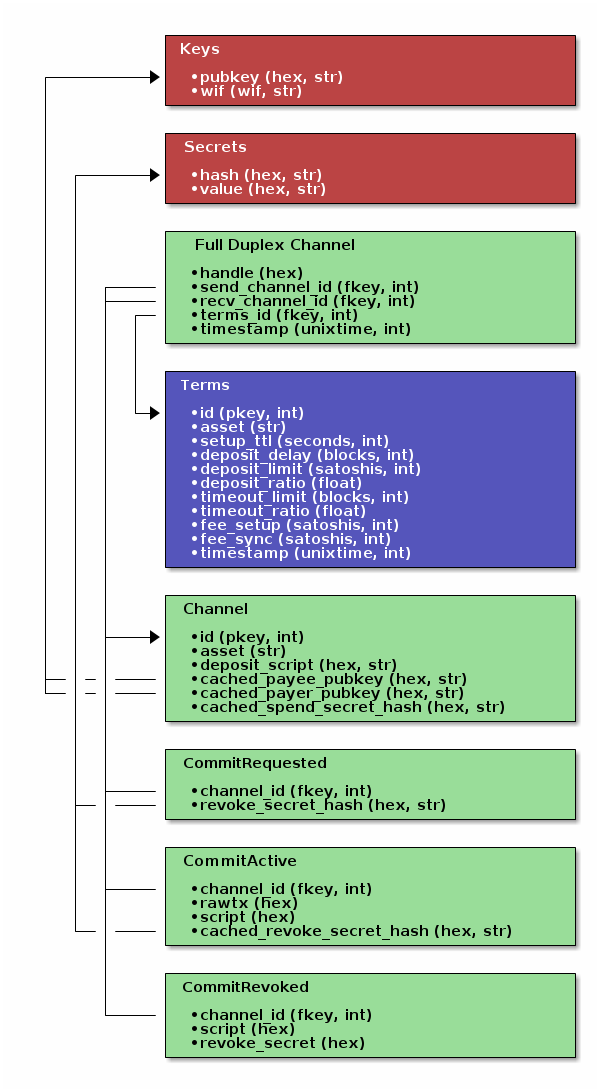 Keys
•pubkey (hex, str)
•wif (wif, str)
Secrets
•hash (hex, str)
•value (hex, str)
Full Duplex Channel
•handle (hex)
•send_channel_id (fkey, int)
•recv_channel_id (fkey, int)
•terms_id (fkey, int)
•timestamp (unixtime, int)
Terms
•id (pkey, int)
•asset (str)
•setup_ttl (seconds, int)
•deposit_delay (blocks, int)
•deposit_limit (satoshis, int)
•deposit_ratio (float)
•timeout_limit (blocks, int)
•timeout_ratio (float)
•fee_setup (satoshis, int)
•fee_sync (satoshis, int)
•timestamp (unixtime, int)
Channel
•id (pkey, int)
•asset (str)
•deposit_script (hex, str)
•cached_payee_pubkey (hex, str)
•cached_payer_pubkey (hex, str)
•cached_spend_secret_hash (hex, str)
CommitRequested
•channel_id (fkey, int)
•revoke_secret_hash (hex, str)
CommitActive
•channel_id (fkey, int)
•rawtx (hex)
•script (hex)
•cached_revoke_secret_hash (hex, str)
CommitRevoked
•channel_id (fkey, int)
•script (hex)
•revoke_secret (hex)